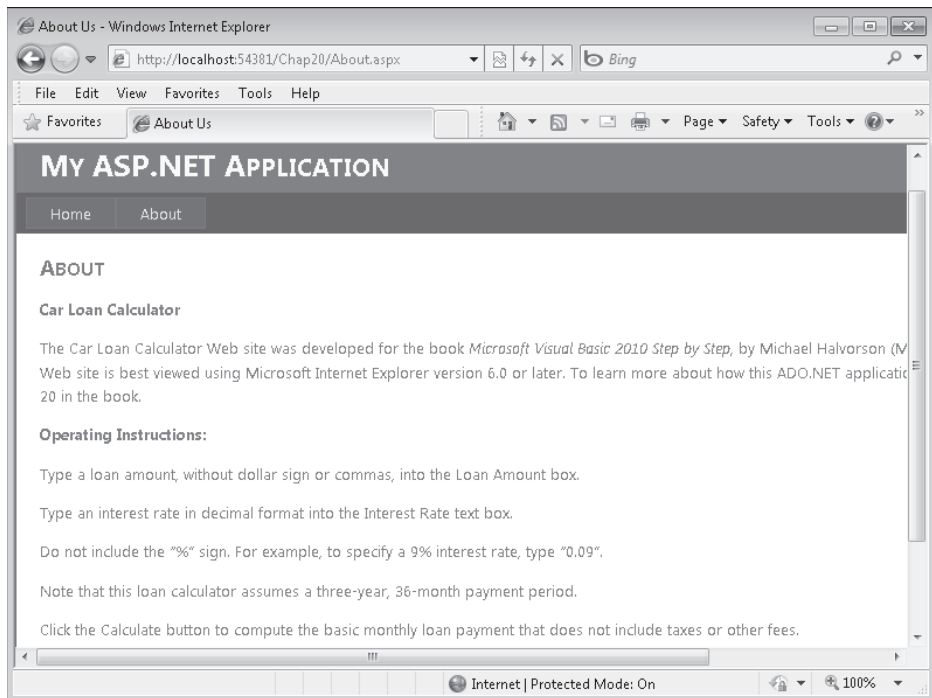 About Us - Windows Internet Explorer
http://localhost:54381/Chap20/About.aspx
Bing
File Edit View Favorites Tools Help
Favorites About Us Page Safety Tools
MY ASP.NET APPLICATION
Home About
ABOUT
Car Loan Calculator
The Car Loan Calculator Web site was developed for the book Microsoft Visual Basic 2010 Step by Step, by Michael Halvorson (M
Web site is best viewed using Microsoft Internet Explorer version 6.0 or later. To learn more about how this ADO.NET applicatio
20 in the book.
Operating Instructions:
Type a loan amount, without dollar sign or commas, into the Loan Amount box.
Type an interest rate in decimal format into the Interest Rate text box.
Do not include the "%" sign. For example, to specify a 9% interest rate, type "0.09".
Note that this loan calculator assumes a three-year, 36-month payment period.
Click the Calculate button to compute the basic monthly loan payment that does not include taxes or other fees.
Internet | Protected Mode: On 100%